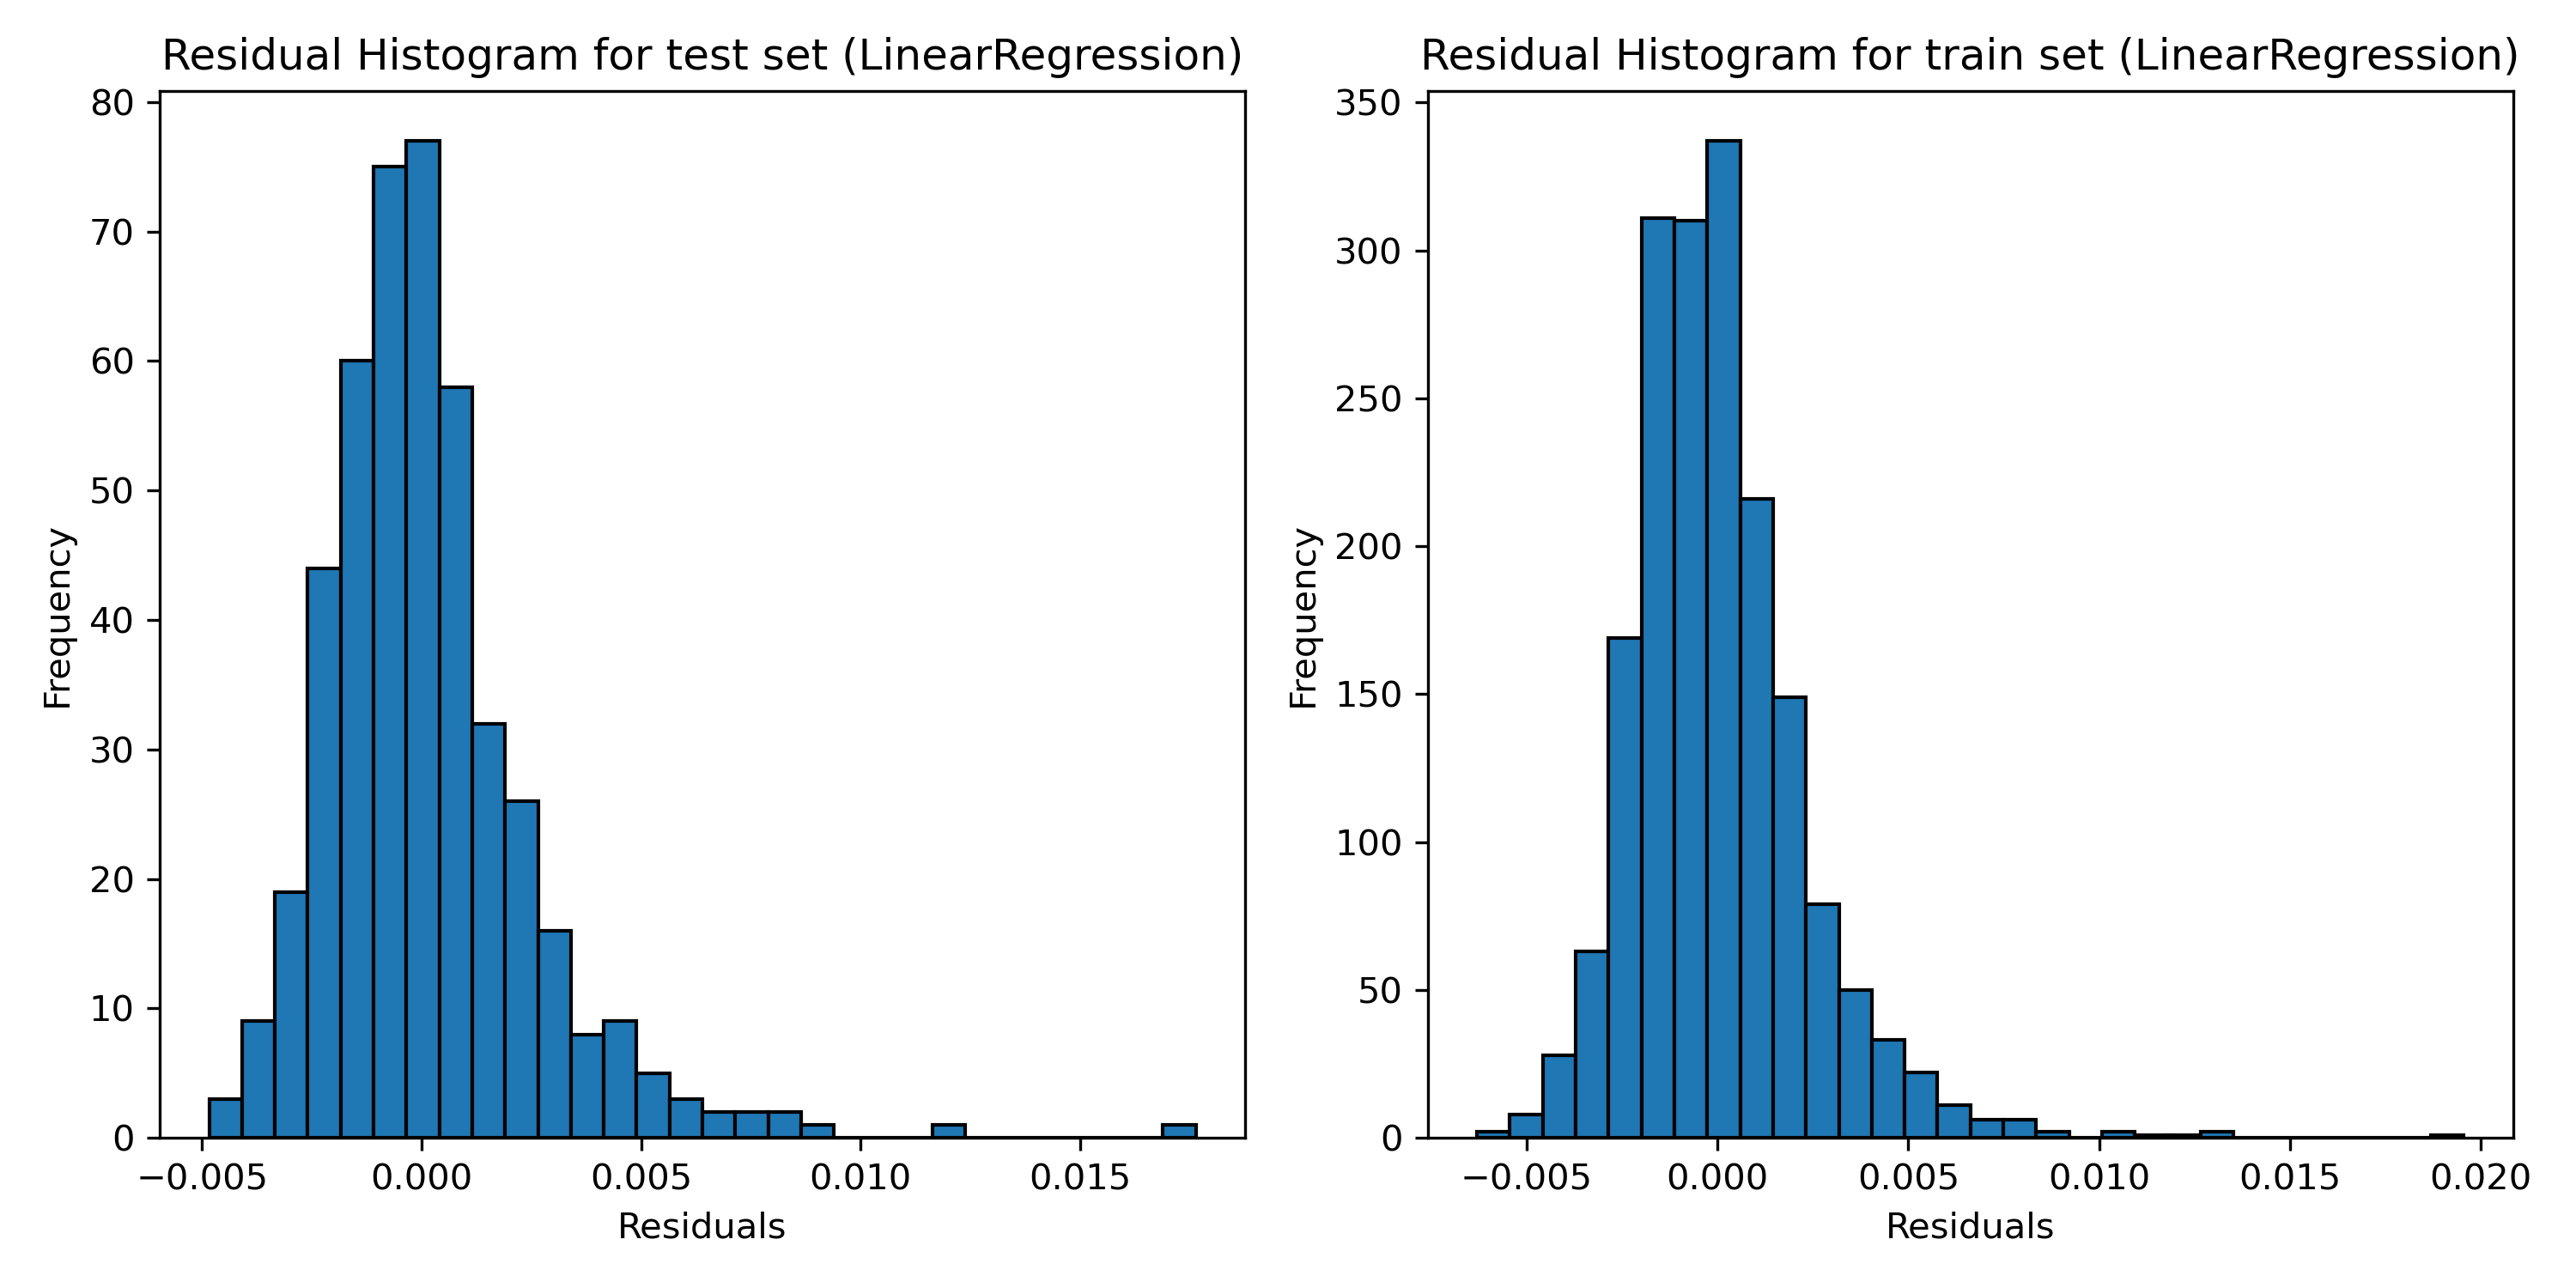 Residual Histogram for test set (LinearRegression)
80
70
60
50
40
30
20
10
0
Frequency
−0.005 0.000 0.005 0.010 0.015
Residuals
Residual Histogram for train set (LinearRegression)
350
300
250
200
150
100
50
0
Frequency
−0.005 0.000 0.005 0.010 0.015 0.020
Residuals